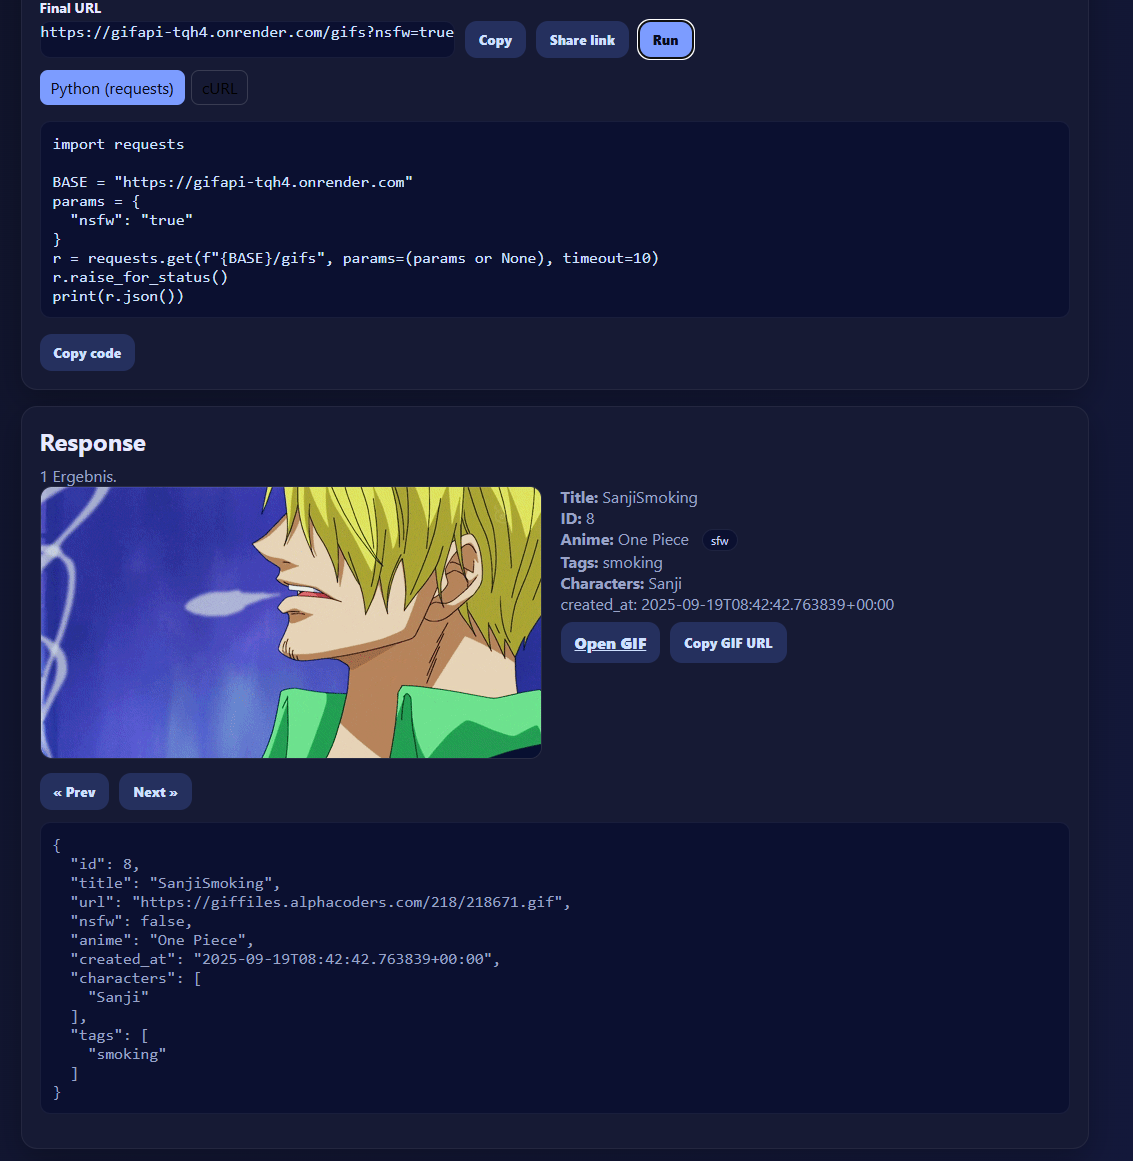 Final URL
https://gifapi-tqh4.onrender.com/gifs?nsfw=true
Copy
Share link
Run
Python (requests)
cURL
import requests
BASE = "https://gifapi-tqh4.onrender.com"
params = {
  "nsfw": "true"
}
r = requests.get(f"{BASE}/gifs", params=(params or None), timeout=10)
r.raise_for_status()
print(r.json())
Copy code
Response
1 Ergebnis.
Title: SanjiSmoking
ID: 8
Anime: One Piece sfw
Tags: smoking
Characters: Sanji
created_at: 2025-09-19T08:42:42.763839+00:00
Open GIF
Copy GIF URL
« Prev
Next »
{
  "id": 8,
  "title": "SanjiSmoking",
  "url": "https://giffiles.alphacoders.com/218/218671.gif",
  "nsfw": false,
  "anime": "One Piece",
  "created_at": "2025-09-19T08:42:42.763839+00:00",
  "characters": [
    "Sanji"
  ],
  "tags": [
    "smoking"
  ]
}